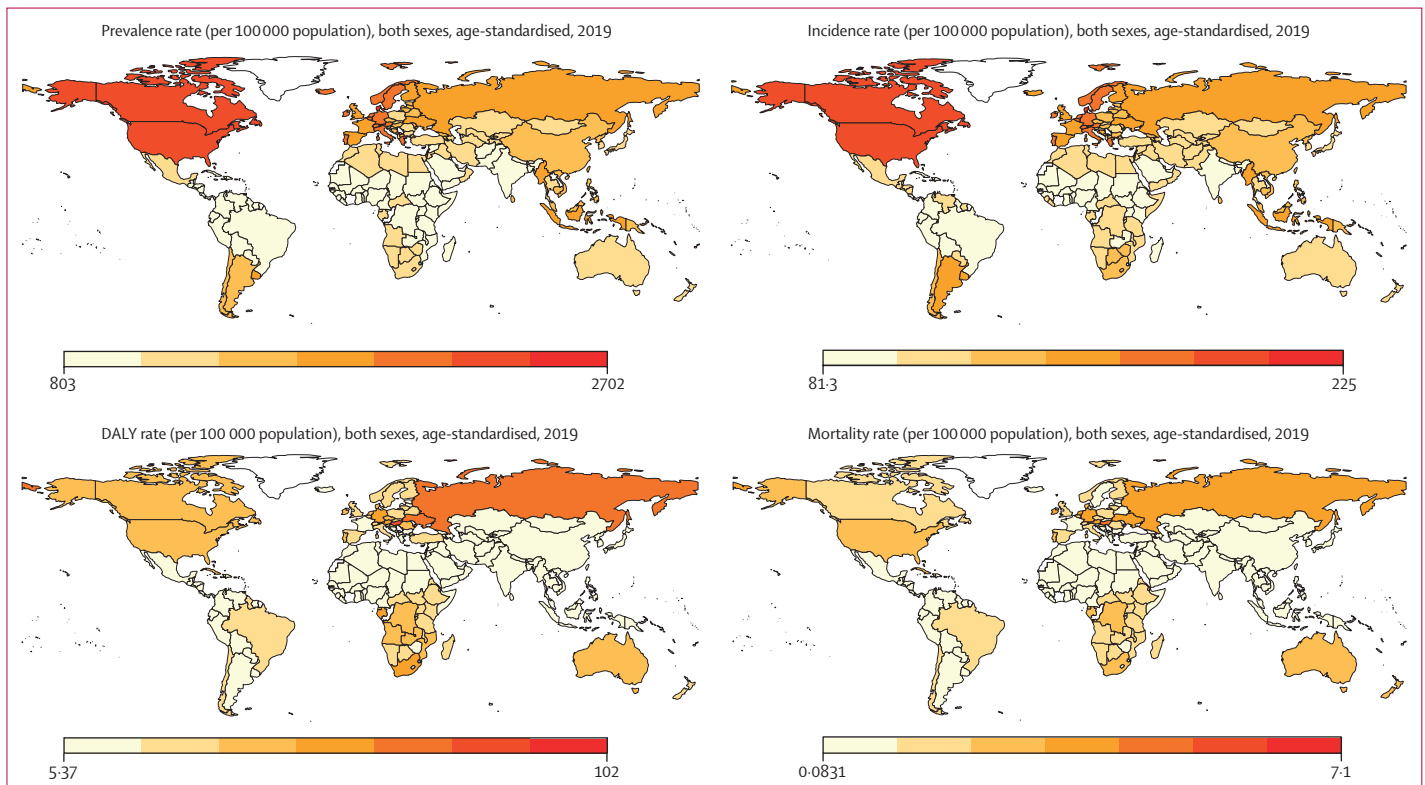 Prevalence rate (per 100 000 population), both sexes, age-standardised, 2019
Incidence rate (per 100 000 population), both sexes, age-standardised, 2019
803
2702
81·3
225
DALY rate (per 100 000 population), both sexes, age-standardised, 2019
Mortality rate (per 100 000 population), both sexes, age-standardised, 2019
5·37
102
0·0831
7·1